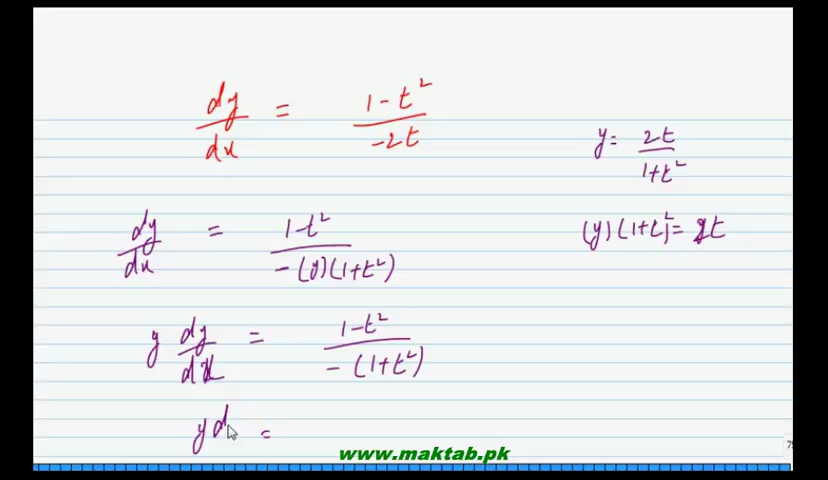 dy/dx = 1-t² / -2t
y = 2t / 1+t²
dy/dx = 1-t² / -(y)(1+t²)
(y)(1+t²) = 2t
y dy/dx = 1-t² / -(1+t²)
yd =
www.maktab.pk